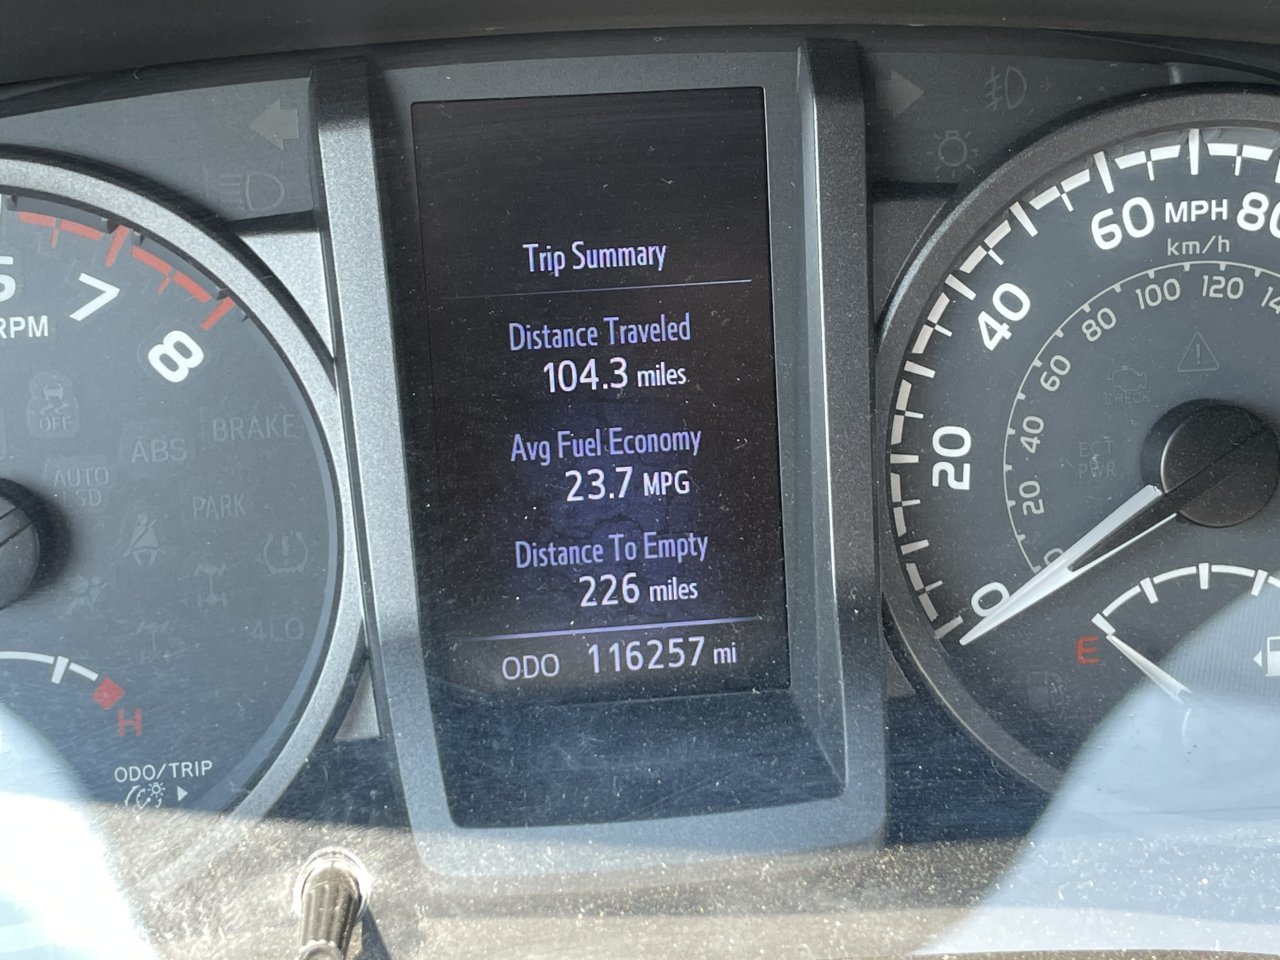 Trip Summary
Distance Traveled
104.3 miles
Avg Fuel Economy
23.7 MPG
Distance To Empty
226 miles
ODO 116257 mi
RPM
7
8
OFF
ABS
BRAKE
AUTO
LSD
PARK
4LO
H
ODO/TRIP
0
20
40
60
MPH
80
km/h
20
40
60
80
100
120
CHECK
PWR
E